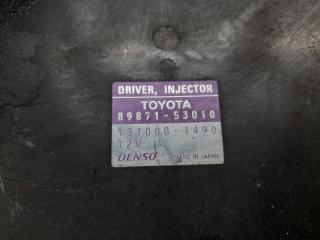 DRIVER, INJECTOR
TOYOTA
89871-53010
131000-1490
12V
DENSO MADE IN JAPAN